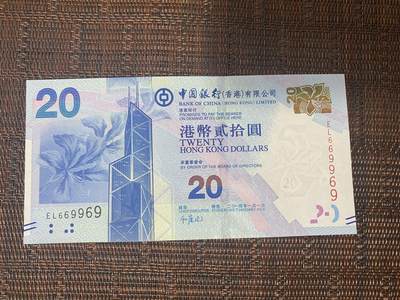 20
中國銀行(香港)有限公司
BANK OF CHINA (HONG KONG) LIMITED
PROMISES TO PAY THE BEARER
ON DEMAND AT ITS OFFICE HERE
港幣貳拾圓
TWENTY
HONG KONG DOLLARS
BY ORDER OF THE BOARD OF DIRECTORS
20
EL669969
EL669969